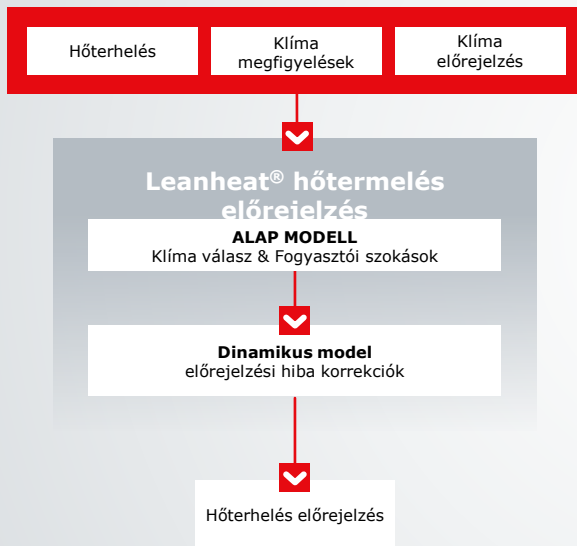 Hőterhelés
Klíma
megfigyelések
Klíma
előrejelzés
Leanheat® hőtermelés
előrejelzés
ALAP MODELL
Klíma válasz & Fogyasztói szokások
Dinamikus model
előrejelzési hiba korrekciók
Hőterhelés előrejelzés